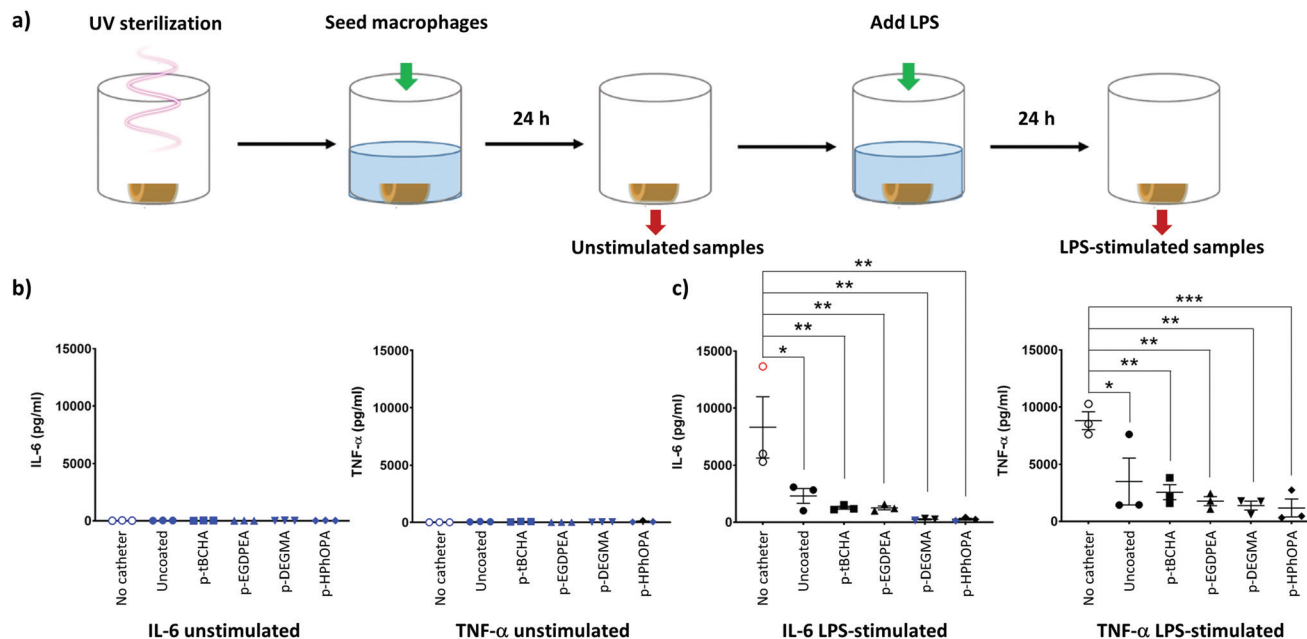 a)
UV sterilization
Seed macrophages
Add LPS
24 h
24 h
Unstimulated samples
LPS-stimulated samples
b)
15000
10000
5000
0
IL-6 (pg/ml)
No catheter
Uncoated
p-tBCHA
p-EGDPEA
p-DEGMA
p-HPhOPA
IL-6 unstimulated
15000
10000
5000
0
TNF-α (pg/ml)
No catheter
Uncoated
p-tBCHA
p-EGDPEA
p-DEGMA
p-HPhOPA
TNF-α unstimulated
c)
**
**
**
**
*
15000
10000
5000
0
IL-6 (pg/ml)
No catheter
Uncoated
p-tBCHA
p-EGDPEA
p-DEGMA
p-HPhOPA
IL-6 LPS-stimulated
***
**
**
**
*
15000
10000
5000
0
TNF-α (pg/ml)
No catheter
Uncoated
p-tBCHA
p-EGDPEA
p-DEGMA
p-HPhOPA
TNF-α LPS-stimulated